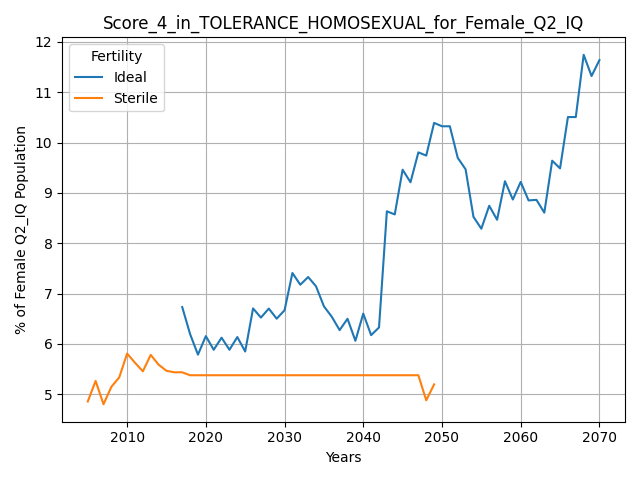 Score_4_in_TOLERANCE_HOMOSEXUAL_for_Female_Q2_IQ
12
11
10
9
8
7
6
5
% of Female Q2_IQ Population
Fertility
Ideal
Sterile
2010 2020 2030 2040 2050 2060 2070
Years